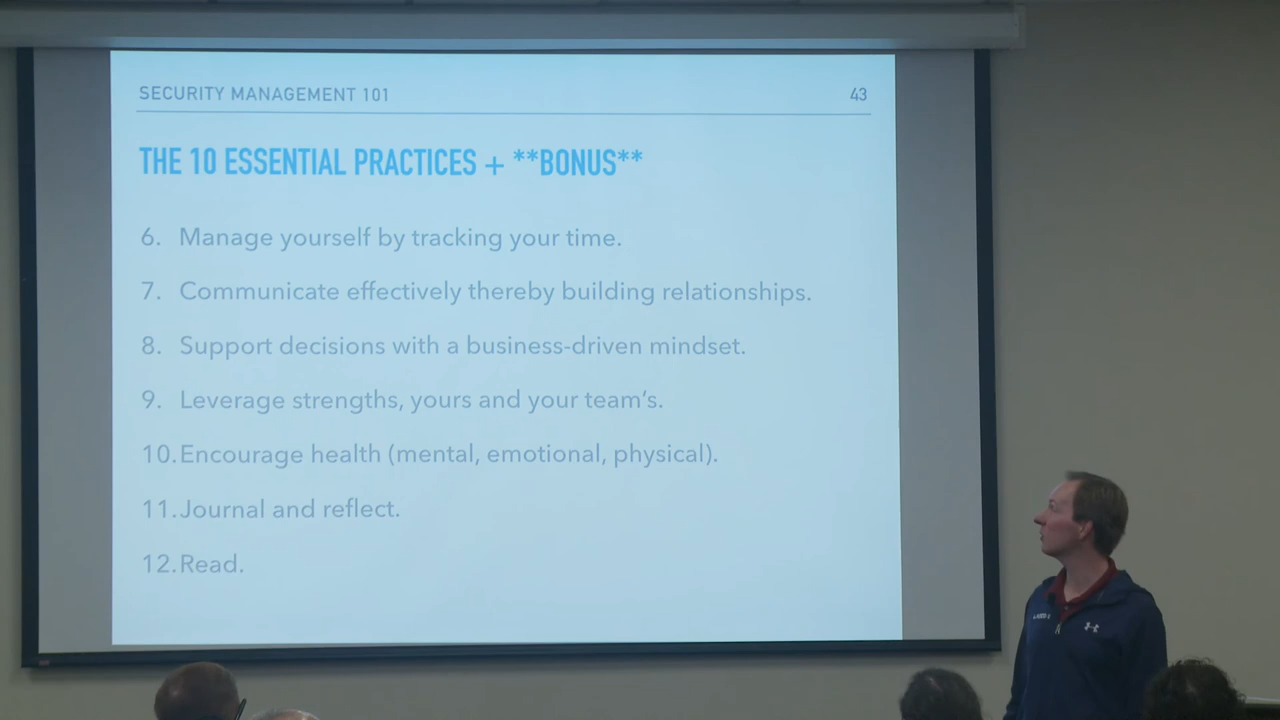 SECURITY MANAGEMENT 101
43
THE 10 ESSENTIAL PRACTICES + **BONUS**
6. Manage yourself by tracking your time.
7. Communicate effectively thereby building relationships.
8. Support decisions with a business-driven mindset.
9. Leverage strengths, yours and your team's.
10. Encourage health (mental, emotional, physical).
11. Journal and reflect.
12. Read.